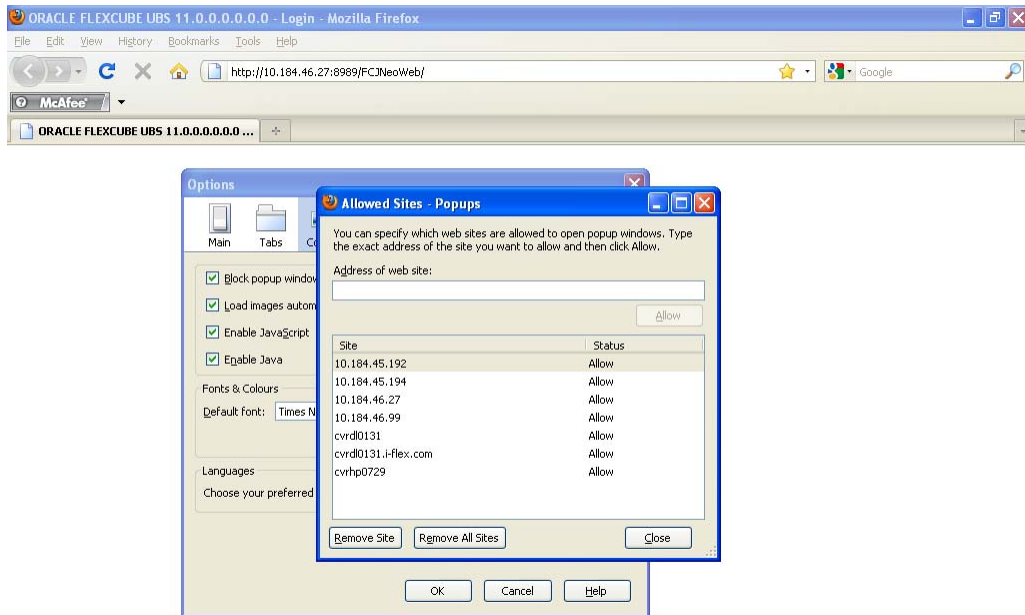 ORACLE FLEXCUBE UBS 11.0.0.0.0.0.0 - Login - Mozilla Firefox
File Edit View History Bookmarks Tools Help
http://10.184.46.27:8989/FCJNeoWeb/ Google
McAfee
ORACLE FLEXCUBE UBS 11.0.0.0.0.0 ...
Options
Main Tabs
Block popup window
Load images autom
Enable JavaScript
Enable Java
Fonts & Colours
Default font: Times N
Languages
Choose your preferred
Allowed Sites - Popups
You can specify which web sites are allowed to open popup windows. Type
the exact address of the site you want to allow and then click Allow.
Address of web site:
Allow
Site Status
10.184.45.192 Allow
10.184.45.194 Allow
10.184.46.27 Allow
10.184.46.99 Allow
cvrdl0131 Allow
cvrdl0131.i-flex.com Allow
cvrhp0729 Allow
Remove Site Remove All Sites Close
OK Cancel Help